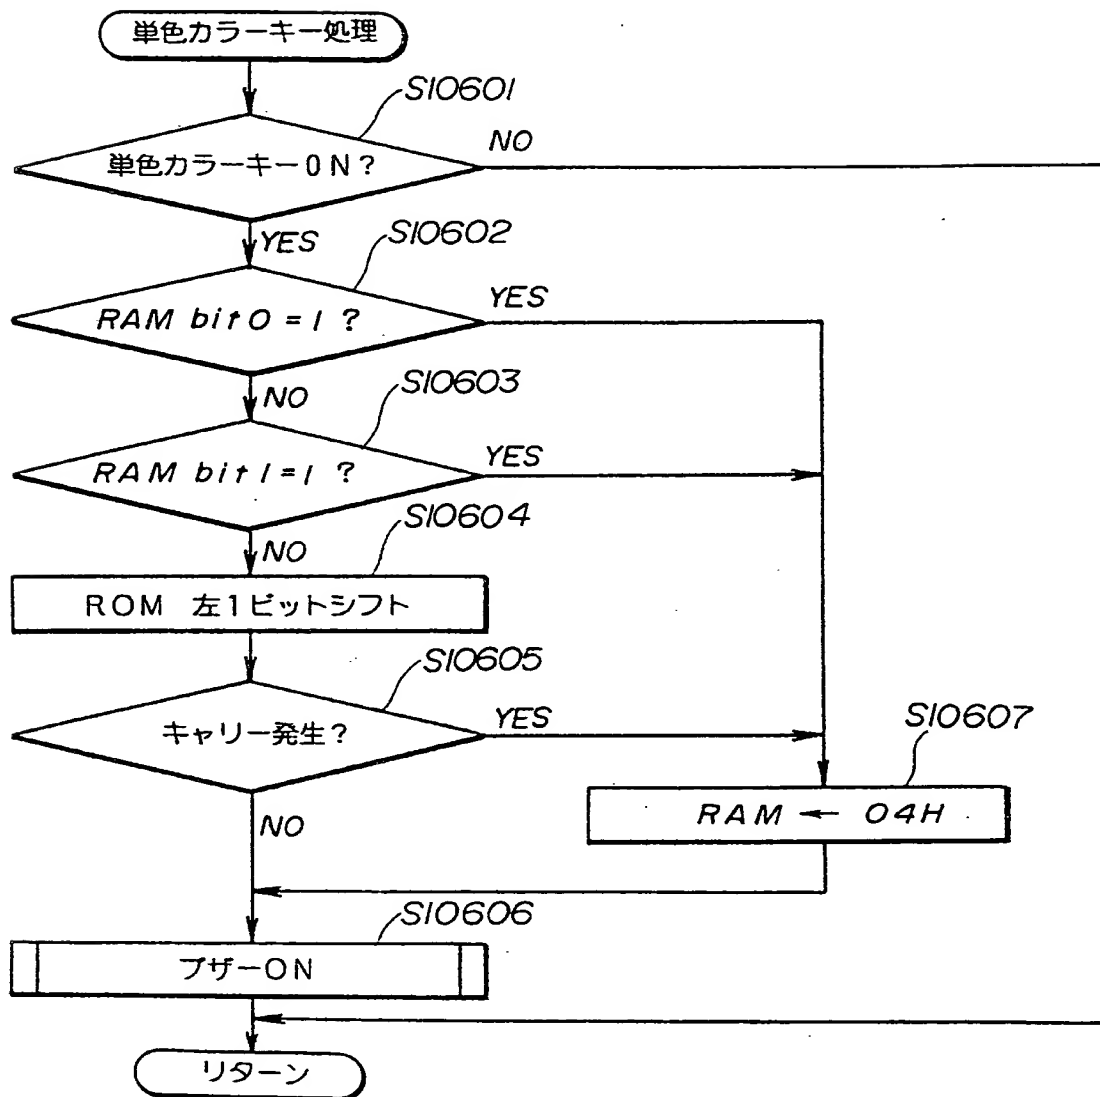 単色カラーキー処理
S10601
単色カラーキーON?
NO
YES
S10602
RAM bit0=1?
YES
NO
S10603
RAM bit1=1?
YES
NO
S10604
ROM 左1ビットシフト
S10605
キャリー発生?
YES
NO
S10607
RAM ← 04H
S10606
ブザーON
リターン